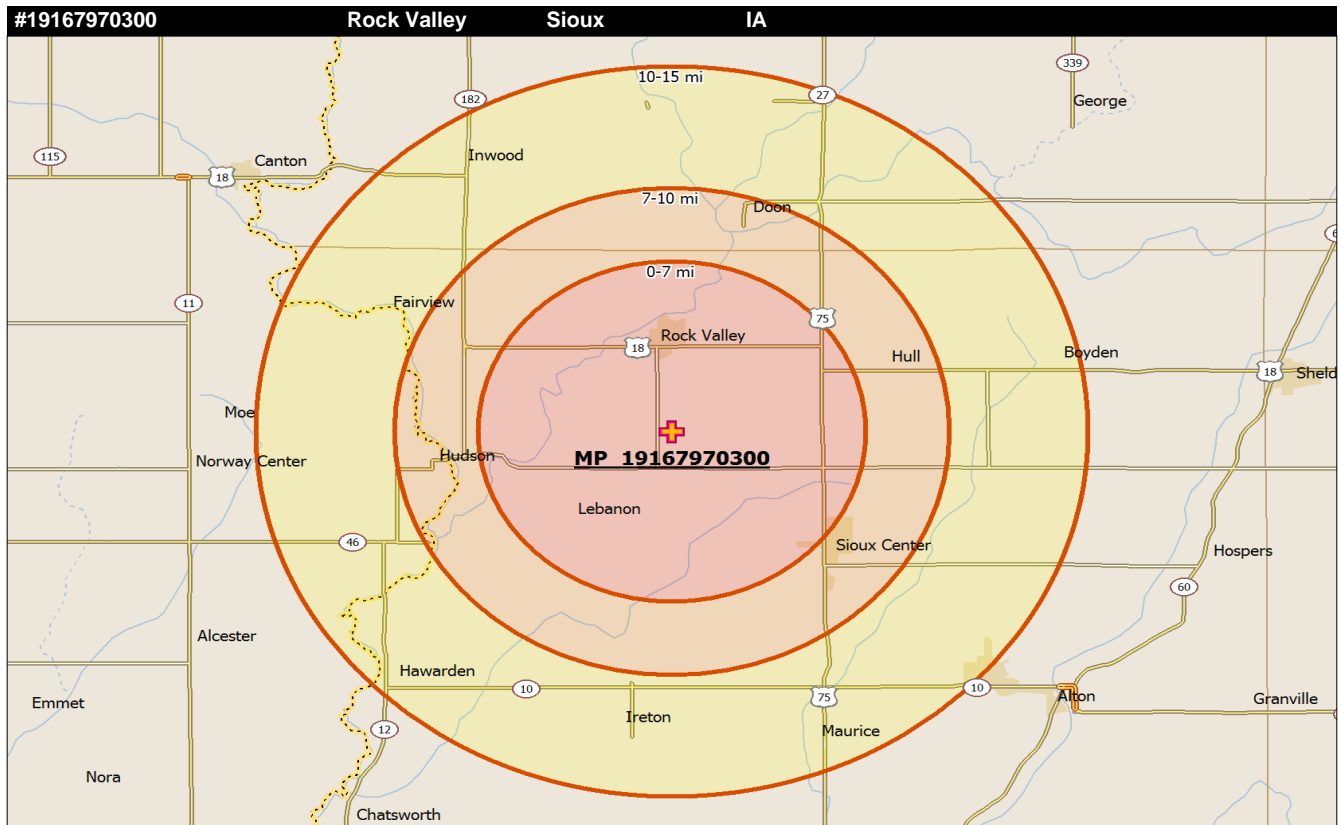 #19167970300 Rock Valley Sioux IA
10-15 mi
339
27
182
George
115
Canton
Inwood
18
7-10 mi
Doon
0-7 mi
11
Fairview
75
Rock Valley
18
Hull
Boyden
18
Sheld
Moe
Norway Center
Hudson
MP 19167970300
Lebanon
46
Sioux Center
Hospers
60
Alcester
Hawarden
10
10
Emmet
Ireton
75
Alton
Granville
12
Maurice
Nora
Chatsworth